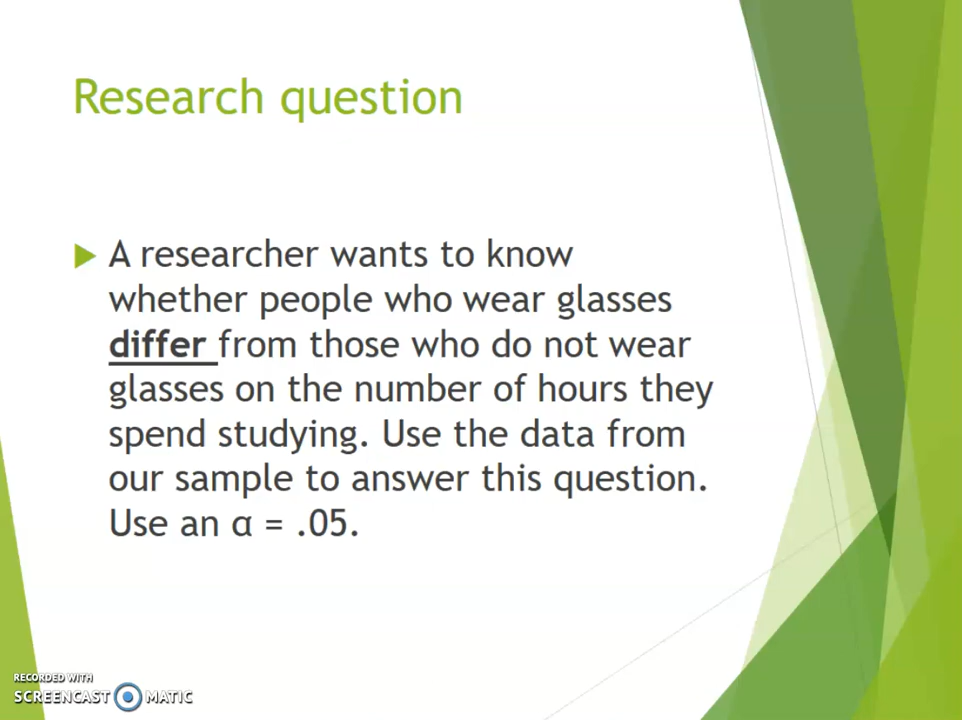 Research question
A researcher wants to know
whether people who wear glasses
differ from those who do not wear
glasses on the number of hours they
spend studying. Use the data from
our sample to answer this question.
Use an α = .05.
RECORDED WITH
SCREENCAST MATIC